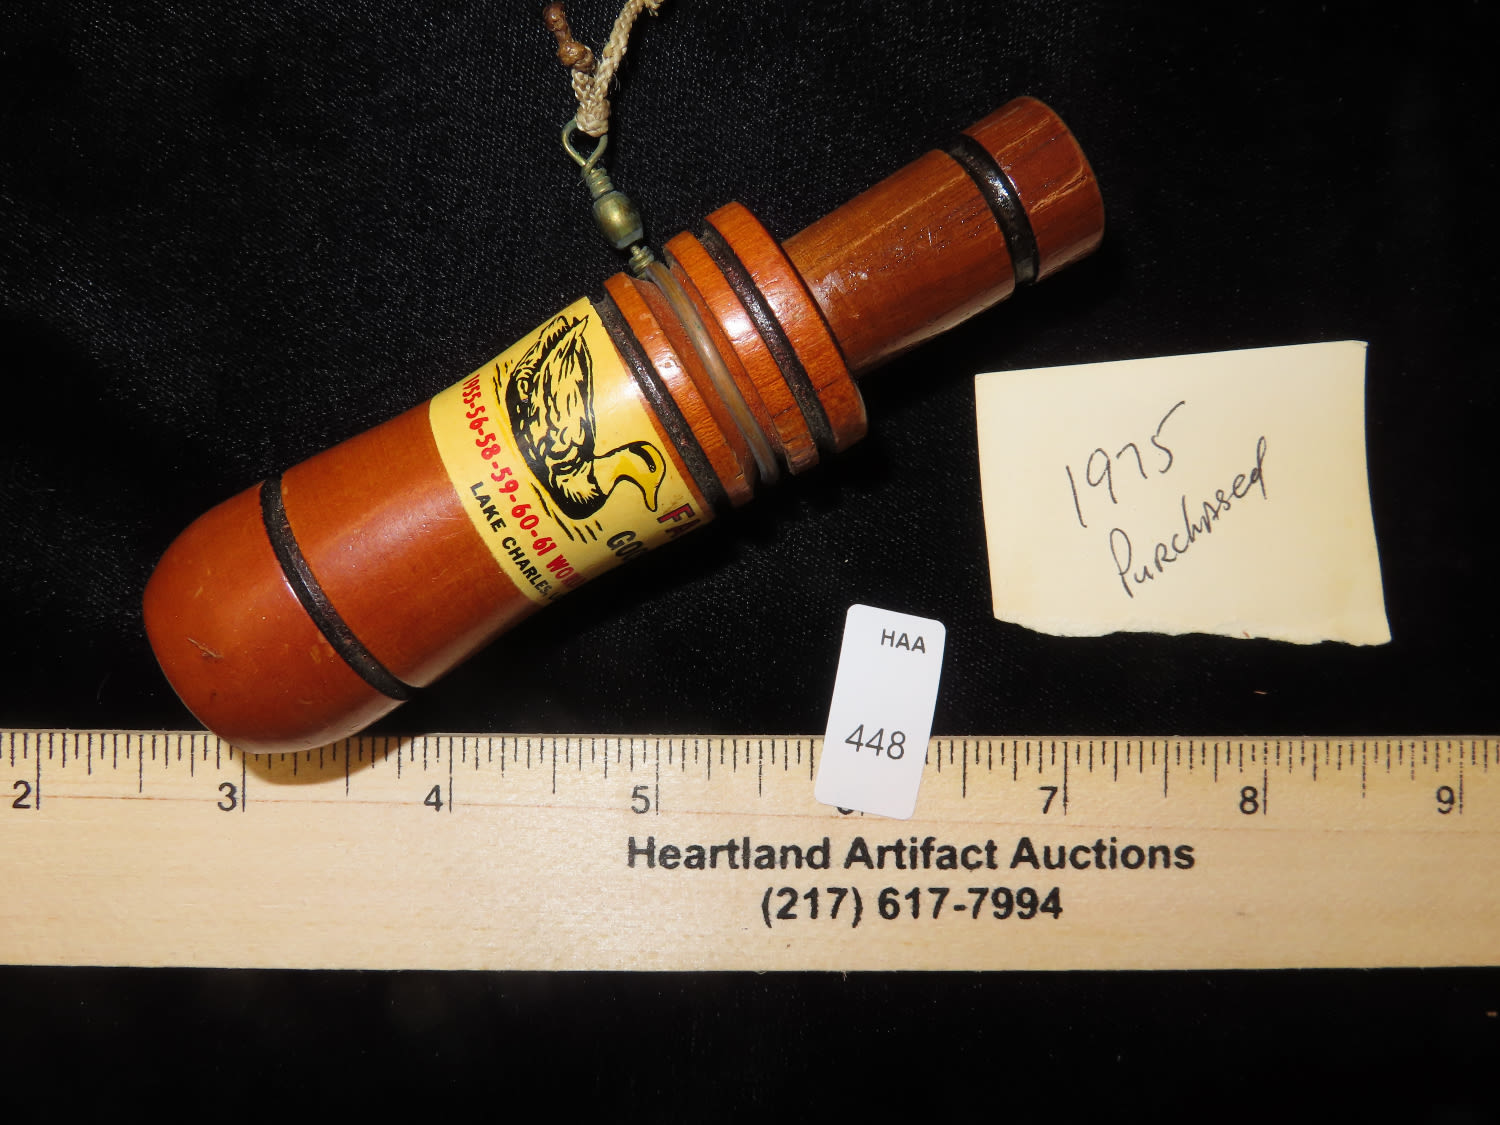 FA
GOO
1955-56-58-59-60-61 WO
LAKE CHARLES,
1975
Purchased
HAA
448
2 3 4 5 7 8 9
Heartland Artifact Auctions
(217) 617-7994